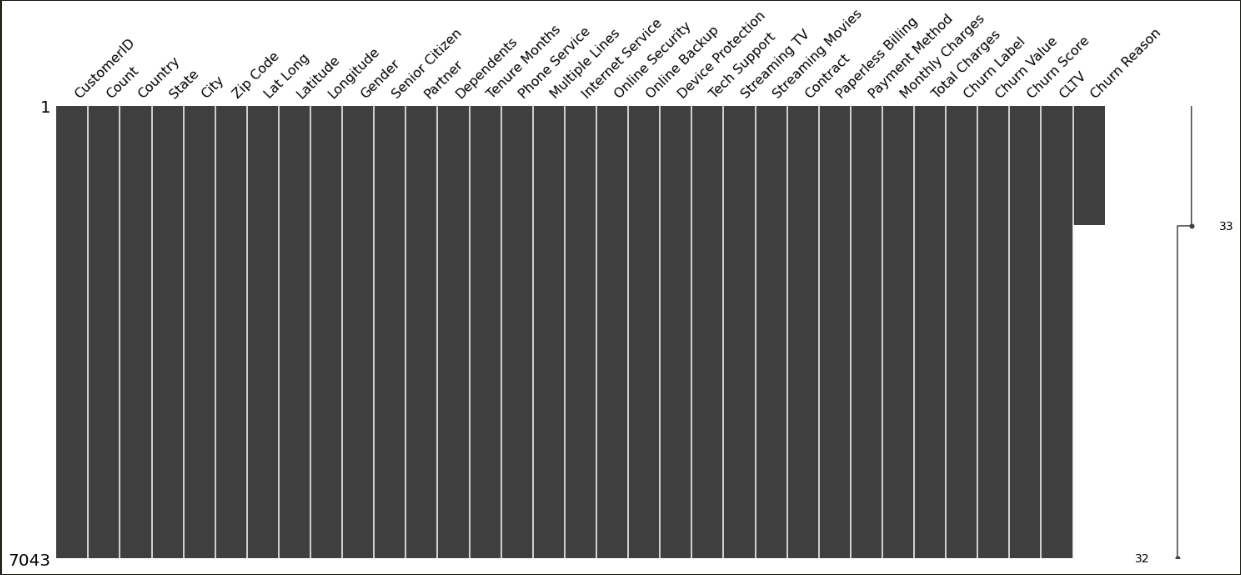 CustomerID
Count
Country
State
City
Zip Code
Lat Long
Latitude
Longitude
Gender
Senior Citizen
Partner
Dependents
Tenure Months
Phone Service
Multiple Lines
Internet Service
Online Security
Online Backup
Device Protection
Tech Support
Streaming TV
Streaming Movies
Contract
Paperless Billing
Payment Method
Monthly Charges
Total Charges
Churn Label
Churn Value
Churn Score
CLTV
Churn Reason
1
33
7043
32